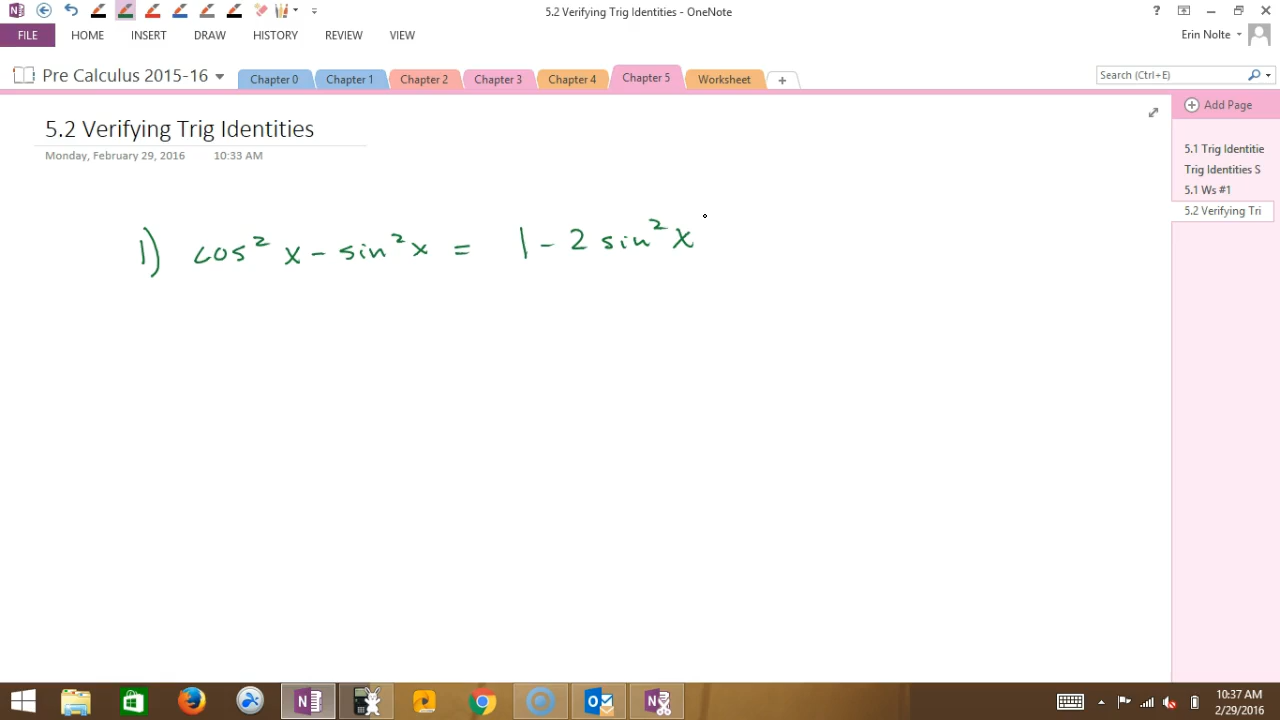 5.2 Verifying Trig Identities - OneNote
?
Erin Nolte
FILE HOME INSERT DRAW HISTORY REVIEW VIEW
Pre Calculus 2015-16
Chapter 0 Chapter 1 Chapter 2 Chapter 3 Chapter 4 Chapter 5 Worksheet +
Search (Ctrl+E)
Add Page
5.2 Verifying Trig Identities
Monday, February 29, 2016 10:33 AM
5.1 Trig Identitie
Trig Identities S
5.1 Ws #1
5.2 Verifying Tri
1) cos² x - sin² x = 1 - 2 sin² x
10:37 AM
2/29/2016